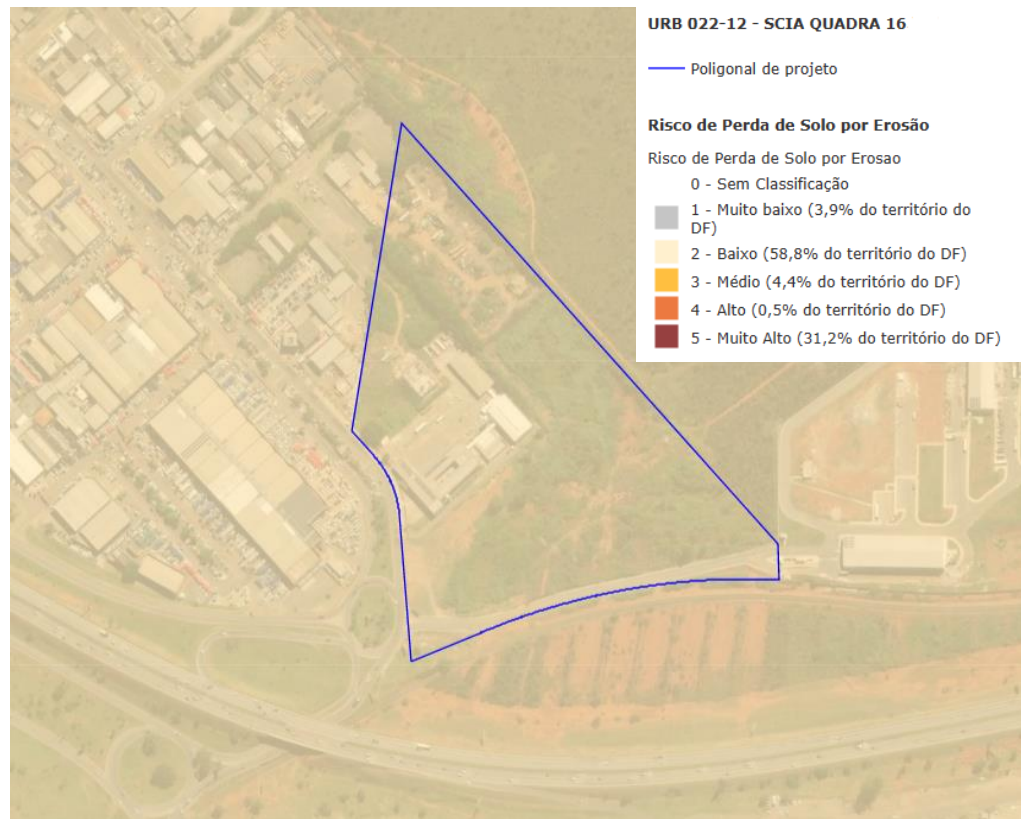 URB 022-12 - SCIA QUADRA 16
Poligonal de projeto
Risco de Perda de Solo por Erosão
Risco de Perda de Solo por Erosao
0 - Sem Classificação
1 - Muito baixo (3,9% do território do
DF)
2 - Baixo (58,8% do território do DF)
3 - Médio (4,4% do território do DF)
4 - Alto (0,5% do território do DF)
5 - Muito Alto (31,2% do território do DF)